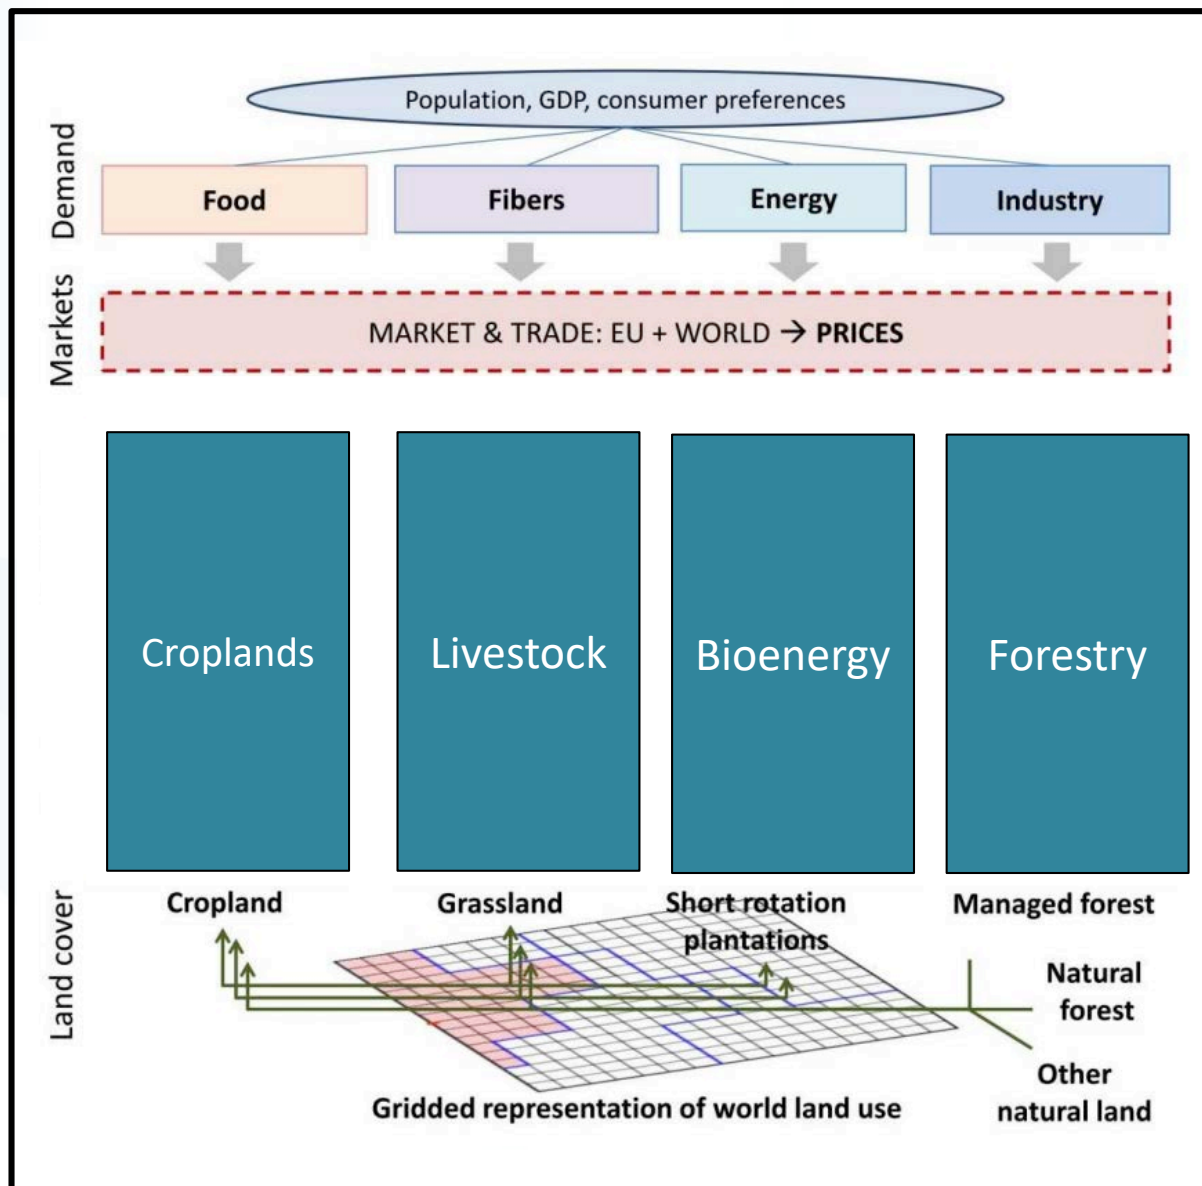 Population, GDP, consumer preferences
Demand
Food
Fibers
Energy
Industry
Markets
MARKET & TRADE: EU + WORLD → PRICES
Croplands
Livestock
Bioenergy
Forestry
Land cover
Cropland
Grassland
Short rotation
plantations
Managed forest
Natural
forest
Other
natural land
Gridded representation of world land use